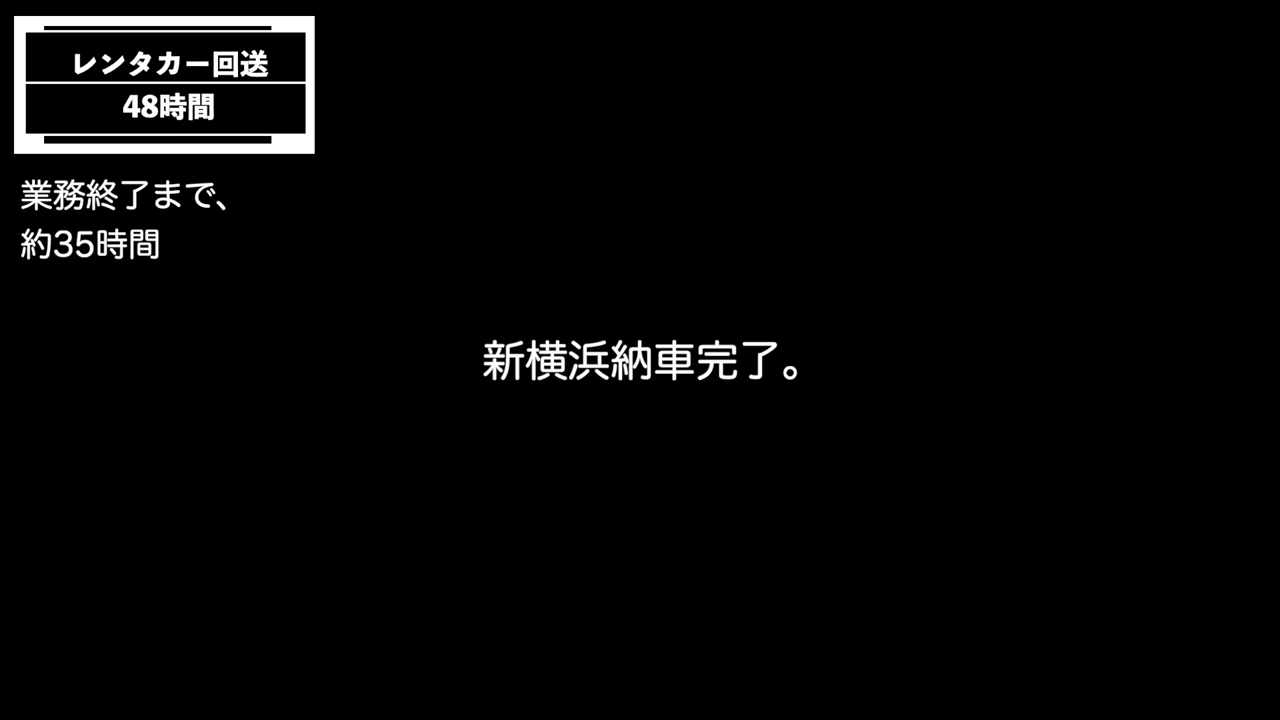 レンタカー回送
48時間
業務終了まで、
約35時間
新横浜納車完了。